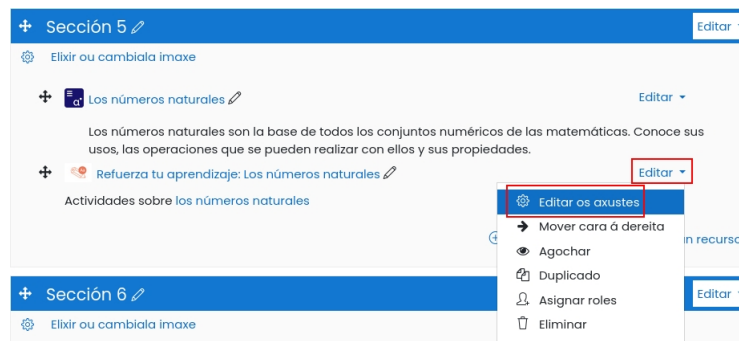 Sección 5
Editar
Elixir ou cambiala imaxe
Los números naturales
Editar
Los números naturales son la base de todos los conjuntos numéricos de las matemáticas. Conoce sus
usos, las operaciones que se pueden realizar con ellos y sus propiedades.
Refuerza tu aprendizaje: Los números naturales
Editar
Actividades sobre los números naturales
Editar os axustes
Mover cara á dereita
n recurso
Agochar
Duplicado
Sección 6
Editar
Asignar roles
Elixir ou cambiala imaxe
Eliminar